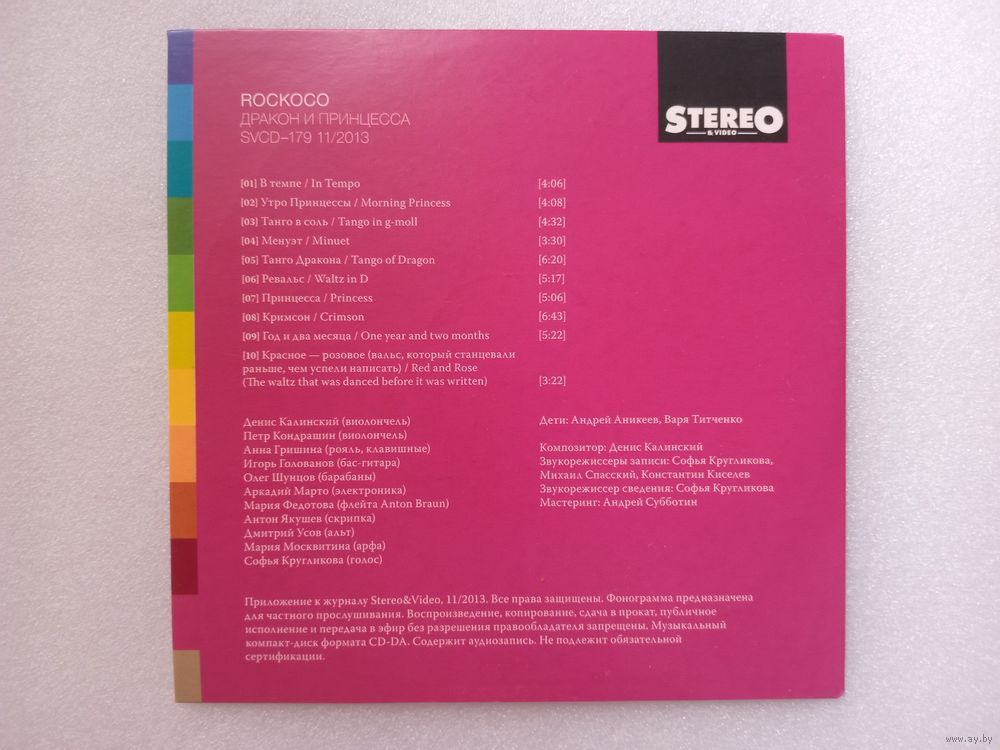 STEREO
& VIDEO
ROCKOCO
ДРАКОН И ПРИНЦЕССА
SVCD–179 11/2013
[01] В темпе / In Tempo [4:06]
[02] Утро Принцессы / Morning Princess [4:08]
[03] Танго в соль / Tango in g-moll [4:32]
[04] Менуэт / Minuet [3:30]
[05] Танго Дракона / Tango of Dragon [6:20]
[06] Ревальс / Waltz in D [5:17]
[07] Принцесса / Princess [5:06]
[08] Кримсон / Crimson [6:43]
[09] Год и два месяца / One year and two months [5:22]
[10] Красное — розовое (вальс, который станцевали
раньше, чем успели написать) / Red and Rose
(The waltz that was danced before it was written) [3:22]
Денис Калинский (виолончель)
Петр Кондрашин (виолончель)
Анна Гришина (рояль, клавишные)
Игорь Голованов (бас-гитара)
Олег Шунцов (барабаны)
Аркадий Марто (электроника)
Мария Федотова (флейта Anton Braun)
Антон Якушев (скрипка)
Дмитрий Усов (альт)
Мария Москвитина (арфа)
Софья Кругликова (голос)
Дети: Андрей Аникеев, Варя Титченко
Композитор: Денис Калинский
Звукорежиссеры записи: Софья Кругликова,
Михаил Спасский, Константин Киселев
Звукорежиссер сведения: Софья Кругликова
Мастеринг: Андрей Субботин
Приложение к журналу Stereo&Video, 11/2013. Все права защищены. Фонограмма предназначена
для частного прослушивания. Воспроизведение, копирование, сдача в прокат, публичное
исполнение и передача в эфир без разрешения правообладателя запрещены. Музыкальный
компакт-диск формата CD-DA. Содержит аудиозапись. Не подлежит обязательной
сертификации.
www.ay.by